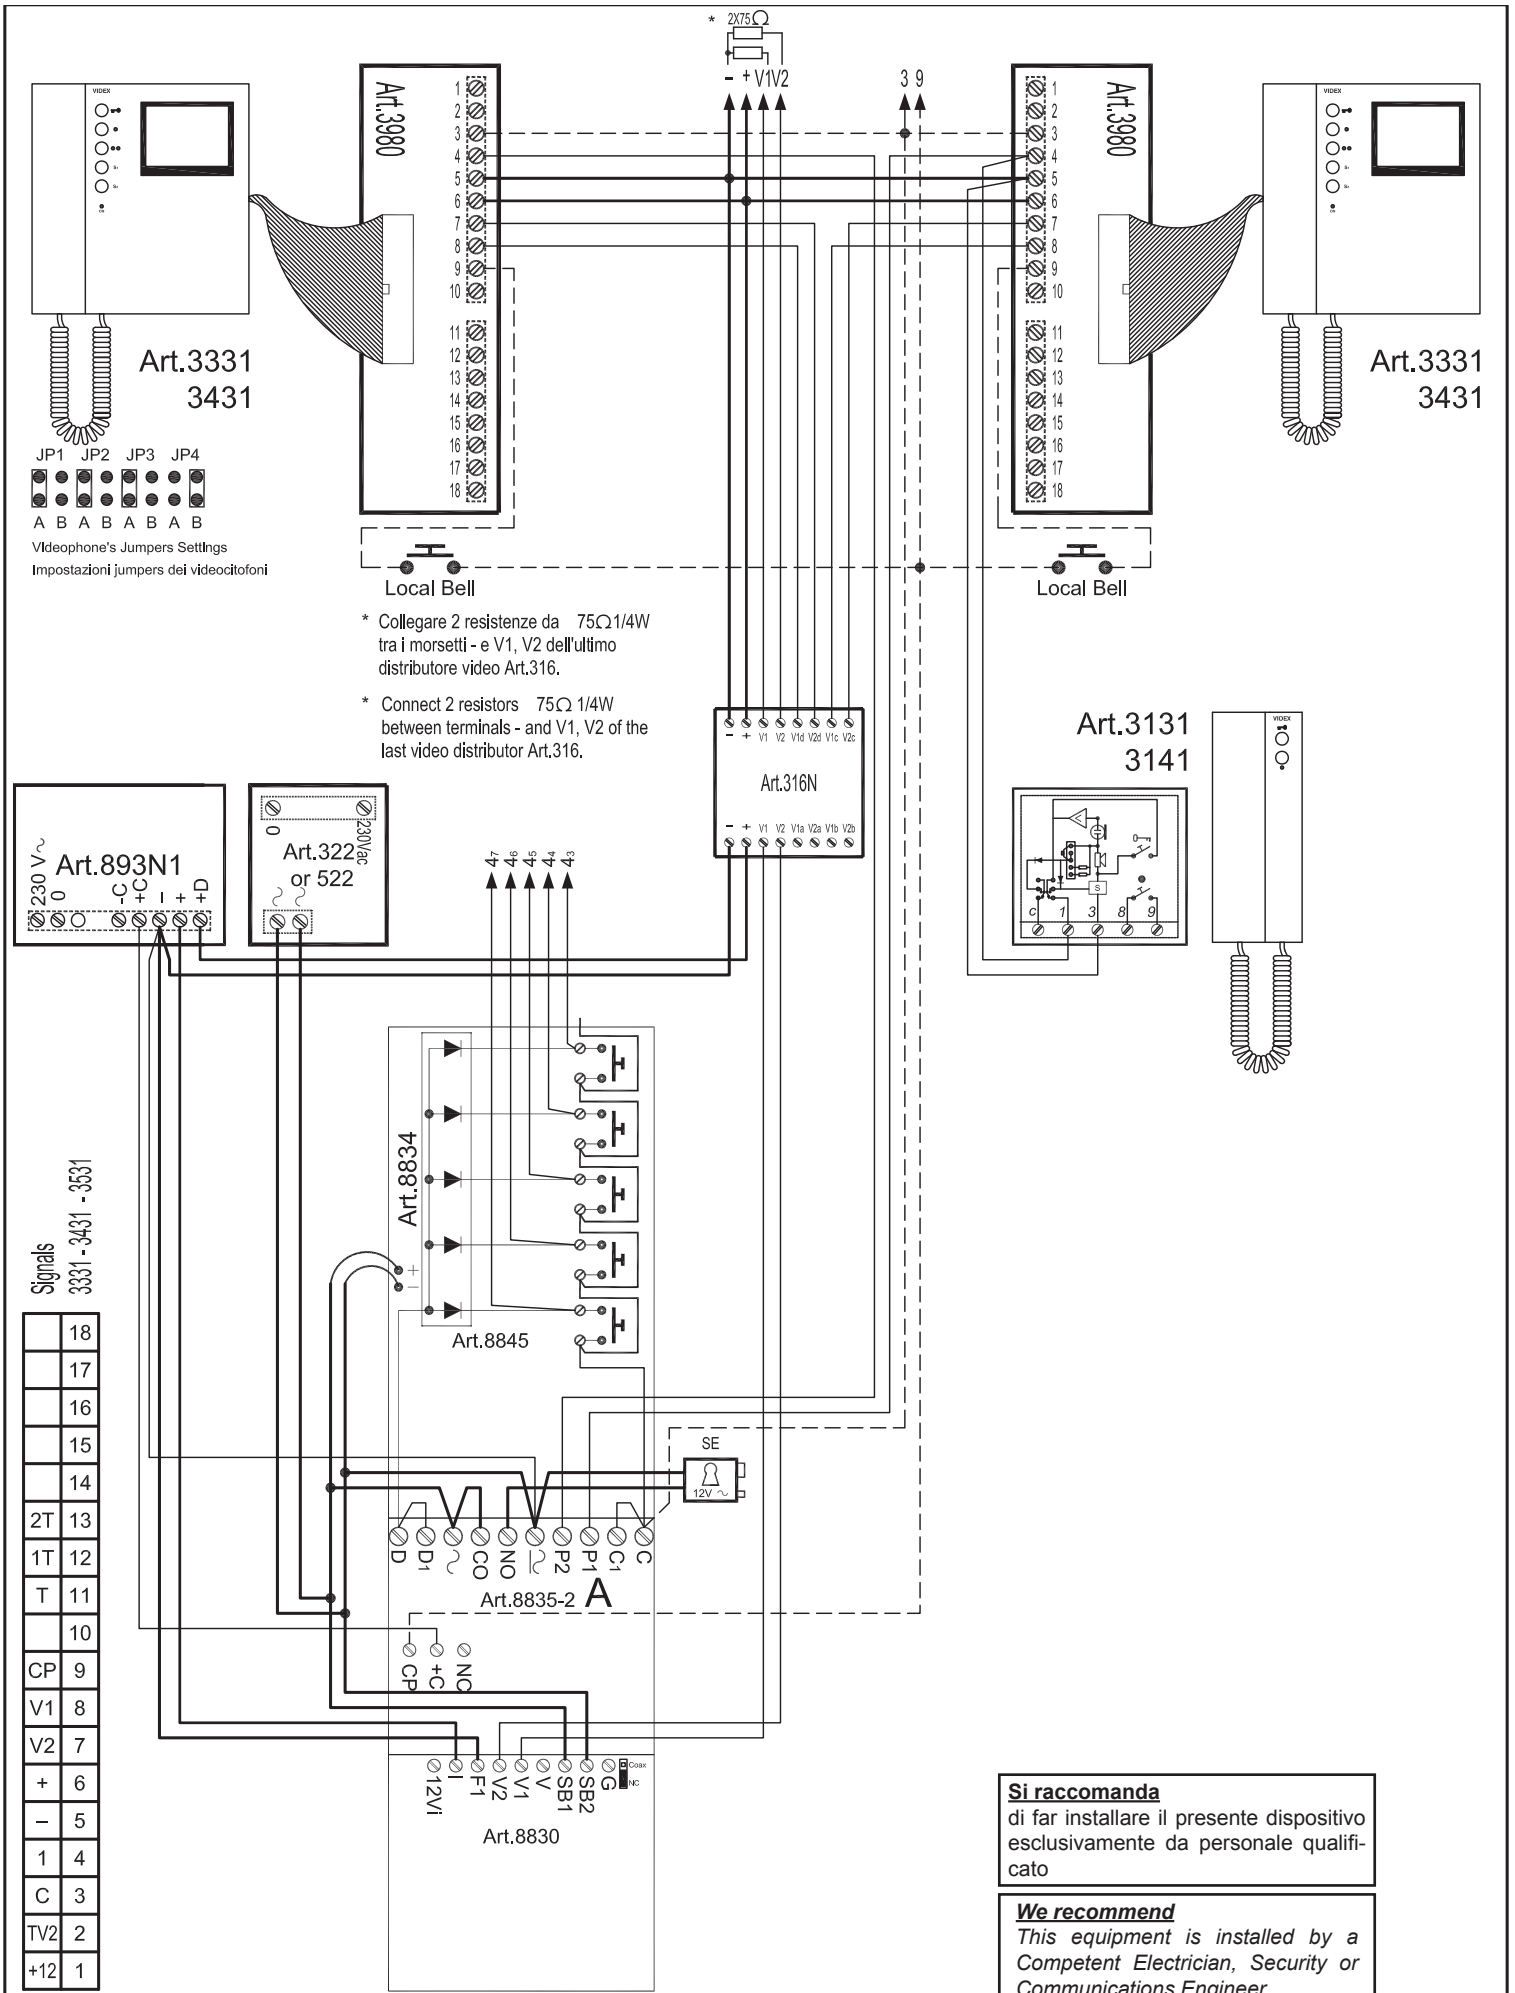 * 2X75Ω
- + V1 V2
3 9
VIDEX
S1
S2
ON
Art.3331
3431
Art.3980
1
2
3
4
5
6
7
8
9
10
11
12
13
14
15
16
17
18
Art.3980
1
2
3
4
5
6
7
8
9
10
11
12
13
14
15
16
17
18
VIDEX
S1
S2
ON
Art.3331
3431
JP1 JP2 JP3 JP4
A B A B A B A B
Videophone's Jumpers Settings
Impostazioni jumpers dei videocitofoni
Local Bell
Local Bell
* Collegare 2 resistenze da 75Ω1/4W
tra i morsetti - e V1, V2 dell'ultimo
distributore video Art.316.
* Connect 2 resistors 75Ω 1/4W
between terminals - and V1, V2 of the
last video distributor Art.316.
- + V1 V2 V1d V2d V1c V2c
Art.316N
- + V1 V2 V1a V2a V1b V2b
Art.3131
3141
VIDEX
S
C 1 3 8 9
Art.893N1
230 V~
0
-C
+C
-
+
+D
0
230Vac
Art.322
or 522
47 46 45 44 43
Art.8834
+
-
Art.8845
SE
12V ~
D D1 ~ CO NO P2 P1 C1 C
Art.8835-2 A
CP +C NC
12Vi I F1 V2 V1 V SB1 SB2 G
Coax
NC
Art.8830
Signals
3331 - 3431 - 3531
18
17
16
15
14
2T 13
1T 12
T 11
10
CP 9
V1 8
V2 7
+ 6
– 5
1 4
C 3
TV2 2
+12 1
Si raccomanda
di far installare il presente dispositivo
esclusivamente da personale qualifi-
cato
We recommend
This equipment is installed by a
Competent Electrician, Security or
Communications Engineer